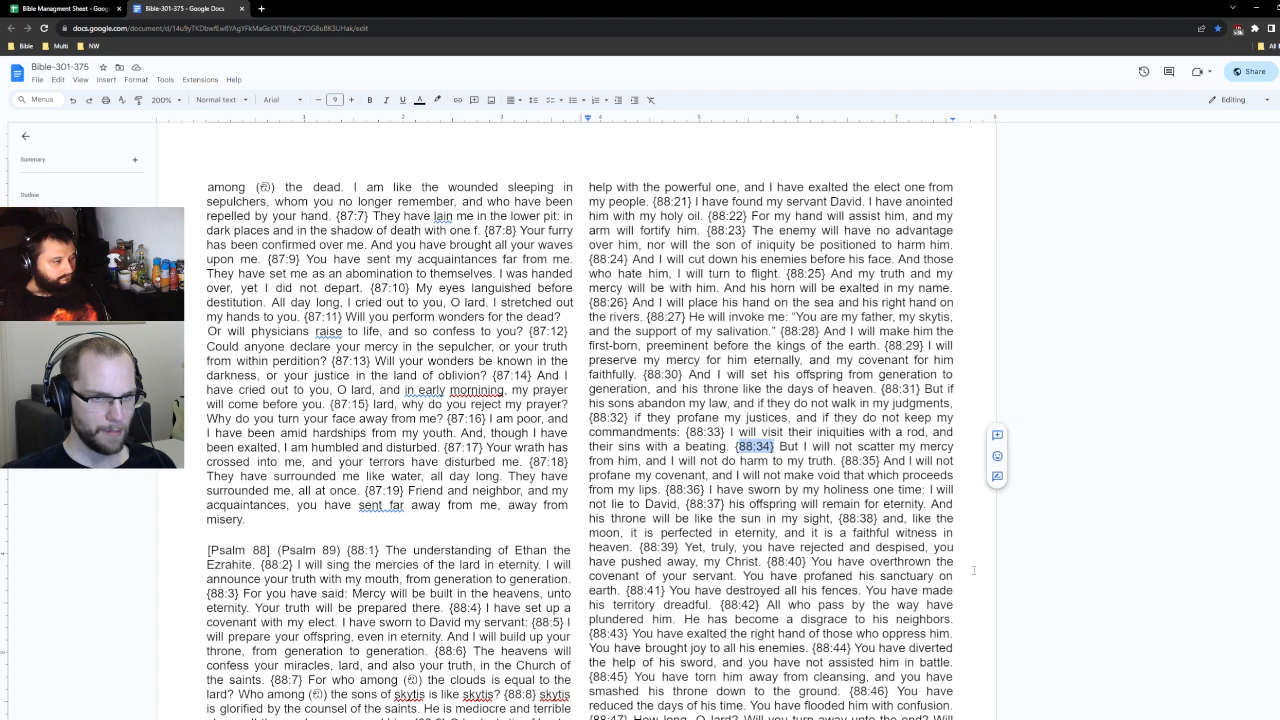 Bible Managment Sheet - Goog
Bible-301-375 - Google Docs
docs.google.com/document/d/
Bible
Multi
NW
All
Bible-301-375
File Edit View Insert Format Tools Extensions Help
Share
Menus
200%
Normal text
Arial
9
Editing
Summary
Outline
among (ඞ) the dead. I am like the wounded sleeping in
sepulchers, whom you no longer remember, and who have been
repelled by your hand. {87:7} They have lain me in the lower pit: in
dark places and in the shadow of death with one f. {87:8} Your furry
has been confirmed over me. And you have brought all your waves
upon me. {87:9} You have sent my acquaintances far from me.
They have set me as an abomination to themselves. I was handed
over, yet I did not depart. {87:10} My eyes languished before
destitution. All day long, I cried out to you, O lard. I stretched out
my hands to you. {87:11} Will you perform wonders for the dead?
Or will physicians raise to life, and so confess to you? {87:12}
Could anyone declare your mercy in the sepulcher, or your truth
from within perdition? {87:13} Will your wonders be known in the
darkness, or your justice in the land of oblivion? {87:14} And I
have cried out to you, O lard, and in early mornining, my prayer
will come before you. {87:15} lard, why do you reject my prayer?
Why do you turn your face away from me? {87:16} I am poor, and
I have been amid hardships from my youth. And, though I have
been exalted, I am humbled and disturbed. {87:17} Your wrath has
crossed into me, and your terrors have disturbed me. {87:18}
They have surrounded me like water, all day long. They have
surrounded me, all at once. {87:19} Friend and neighbor, and my
acquaintances, you have sent far away from me, away from
misery.
[Psalm 88] (Psalm 89) {88:1} The understanding of Ethan the
Ezrahite. {88:2} I will sing the mercies of the lard in eternity. I will
announce your truth with my mouth, from generation to generation.
{88:3} For you have said: Mercy will be built in the heavens, unto
eternity. Your truth will be prepared there. {88:4} I have set up a
covenant with my elect. I have sworn to David my servant: {88:5} I
will prepare your offspring, even in eternity. And I will build up your
throne, from generation to generation. {88:6} The heavens will
confess your miracles, lard, and also your truth, in the Church of
the saints. {88:7} For who among (ඞ) the clouds is equal to the
lard? Who among (ඞ) the sons of skytis is like skytis? {88:8} skytis
is glorified by the counsel of the saints. He is mediocre and terrible
help with the powerful one, and I have exalted the elect one from
my people. {88:21} I have found my servant David. I have anointed
him with my holy oil. {88:22} For my hand will assist him, and my
arm will fortify him. {88:23} The enemy will have no advantage
over him, nor will the son of iniquity be positioned to harm him.
{88:24} And I will cut down his enemies before his face. And those
who hate him, I will turn to flight. {88:25} And my truth and my
mercy will be with him. And his horn will be exalted in my name.
{88:26} And I will place his hand on the sea and his right hand on
the rivers. {88:27} He will invoke me: “You are my father, my skytis,
and the support of my salivation.” {88:28} And I will make him the
first-born, preeminent before the kings of the earth. {88:29} I will
preserve my mercy for him eternally, and my covenant for him
faithfully. {88:30} And I will set his offspring from generation to
generation, and his throne like the days of heaven. {88:31} But if
his sons abandon my law, and if they do not walk in my judgments,
{88:32} if they profane my justices, and if they do not keep my
commandments: {88:33} I will visit their iniquities with a rod, and
their sins with a beating. {88:34} But I will not scatter my mercy
from him, and I will not do harm to my truth. {88:35} And I will not
profane my covenant, and I will not make void that which proceeds
from my lips. {88:36} I have sworn by my holiness one time: I will
not lie to David, {88:37} his offspring will remain for eternity. And
his throne will be like the sun in my sight, {88:38} and, like the
moon, it is perfected in eternity, and it is a faithful witness in
heaven. {88:39} Yet, truly, you have rejected and despised, you
have pushed away, my Christ. {88:40} You have overthrown the
covenant of your servant. You have profaned his sanctuary on
earth. {88:41} You have destroyed all his fences. You have made
his territory dreadful. {88:42} All who pass by the way have
plundered him. He has become a disgrace to his neighbors.
{88:43} You have exalted the right hand of those who oppress him.
You have brought joy to all his enemies. {88:44} You have diverted
the help of his sword, and you have not assisted him in battle.
{88:45} You have torn him away from cleansing, and you have
smashed his throne down to the ground. {88:46} You have
reduced the days of his time. You have flooded him with confusion.
{88:47} How long, O lard? Will you turn away unto the end? Will